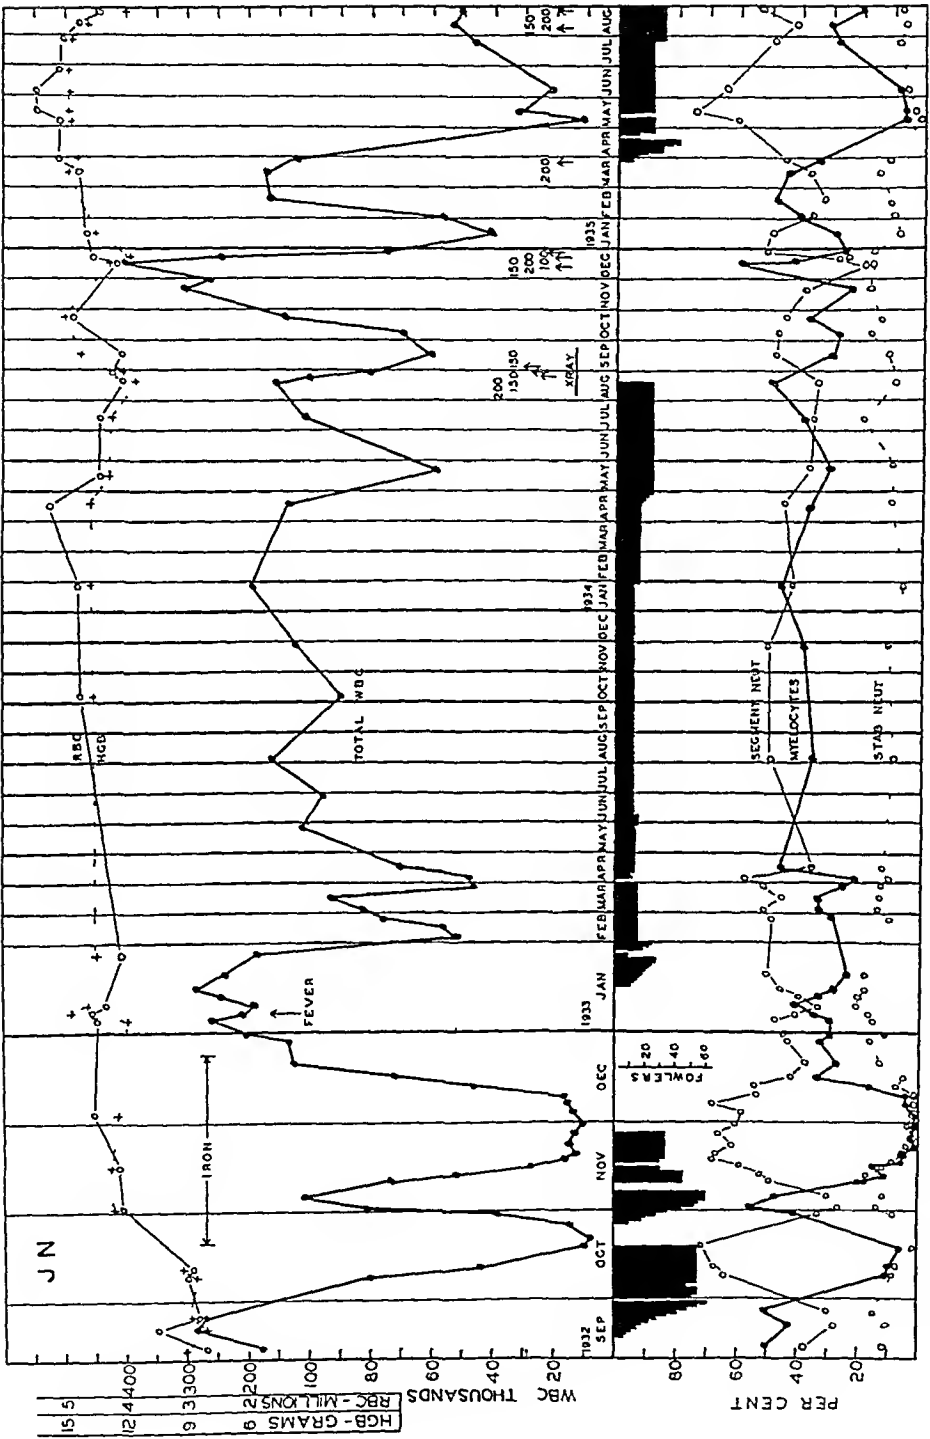 JN
HGB - GRAMS
RBC - MILLIONS
15 5
12 4 400
9 3 300
6 2 200
100
80
60
40
20
WBC THOUSANDS
RBC
HGB
TOTAL WBC
IRON
FEVER
FOWLERS
20
40
60
200
150 150
XRAY
150
200
100
200
150
200
1932 SEP OCT NOV DEC 1933 JAN FEB MAR APR MAY JUN JUL AUG SEP OCT NOV DEC 1934 JAN FEB MAR APR MAY JUN JUL AUG SEP OCT NOV DEC 1935 JAN FEB MAR APR MAY JUN JUL AUG
SEGMENT NEUT
MYELOCYTES
STAB NEUT
80
60
40
20
PER CENT